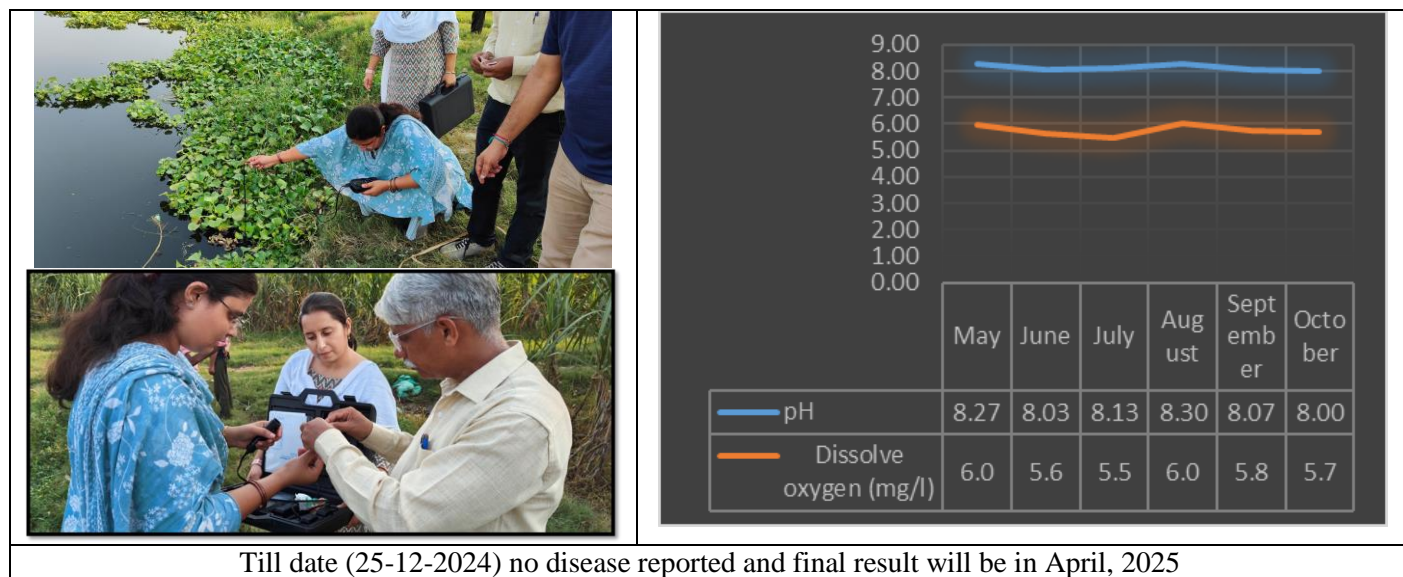 9.00
8.00
7.00
6.00
5.00
4.00
3.00
2.00
1.00
0.00
May June July Aug ust Sept emb er Octo ber
pH 8.27 8.03 8.13 8.30 8.07 8.00
Dissolve oxygen (mg/l) 6.0 5.6 5.5 6.0 5.8 5.7
Till date (25-12-2024) no disease reported and final result will be in April, 2025